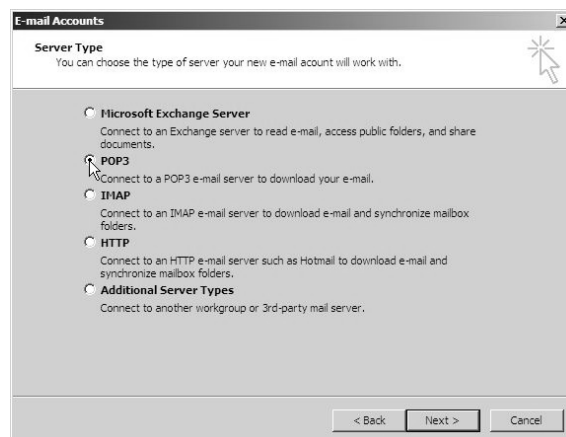 E-mail Accounts
Server Type
You can choose the type of server your new e-mail acount will work with.
Microsoft Exchange Server
Connect to an Exchange server to read e-mail, access public folders, and share
documents.
POP3
Connect to a POP3 e-mail server to download your e-mail.
IMAP
Connect to an IMAP e-mail server to download e-mail and synchronize mailbox
folders.
HTTP
Connect to an HTTP e-mail server such as Hotmail to download e-mail and
synchronize mailbox folders.
Additional Server Types
Connect to another workgroup or 3rd-party mail server.
< Back Next > Cancel